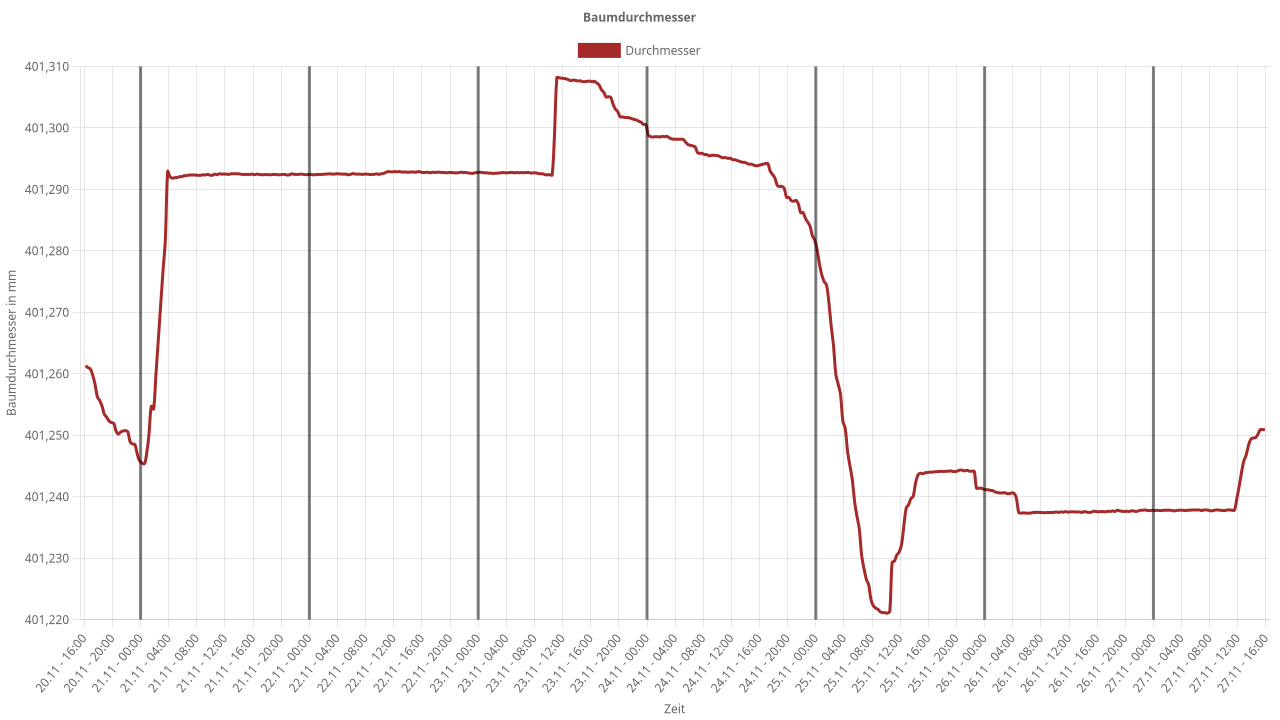 Baumdurchmesser
Durchmesser
401,310
401,300
401,290
401,280
401,270
401,260
401,250
401,240
401,230
401,220
Baumdurchmesser in mm
20.11 - 16:00
20.11 - 20:00
21.11 - 00:00
21.11 - 04:00
21.11 - 08:00
21.11 - 12:00
21.11 - 16:00
21.11 - 20:00
22.11 - 00:00
22.11 - 04:00
22.11 - 08:00
22.11 - 12:00
22.11 - 16:00
22.11 - 20:00
23.11 - 00:00
23.11 - 04:00
23.11 - 08:00
23.11 - 12:00
23.11 - 16:00
23.11 - 20:00
24.11 - 00:00
24.11 - 04:00
24.11 - 08:00
24.11 - 12:00
24.11 - 16:00
24.11 - 20:00
25.11 - 00:00
25.11 - 04:00
25.11 - 08:00
25.11 - 12:00
25.11 - 16:00
25.11 - 20:00
26.11 - 00:00
26.11 - 04:00
26.11 - 08:00
26.11 - 12:00
26.11 - 16:00
26.11 - 20:00
27.11 - 00:00
27.11 - 04:00
27.11 - 08:00
27.11 - 12:00
27.11 - 16:00
Zeit